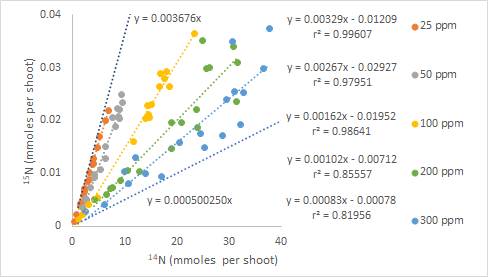 0.04
0.03
0.02
0.01
0
0
10
20
30
40
¹⁵N (mmoles per shoot)
¹⁴N (mmoles per shoot)
y = 0.003676x
y = 0.000500250x
y = 0.00329x - 0.01209
r² = 0.99607
y = 0.00267x - 0.02927
r² = 0.97951
y = 0.00162x - 0.01952
r² = 0.98641
y = 0.00102x - 0.00712
r² = 0.85557
y = 0.00083x - 0.00078
r² = 0.81956
25 ppm
50 ppm
100 ppm
200 ppm
300 ppm